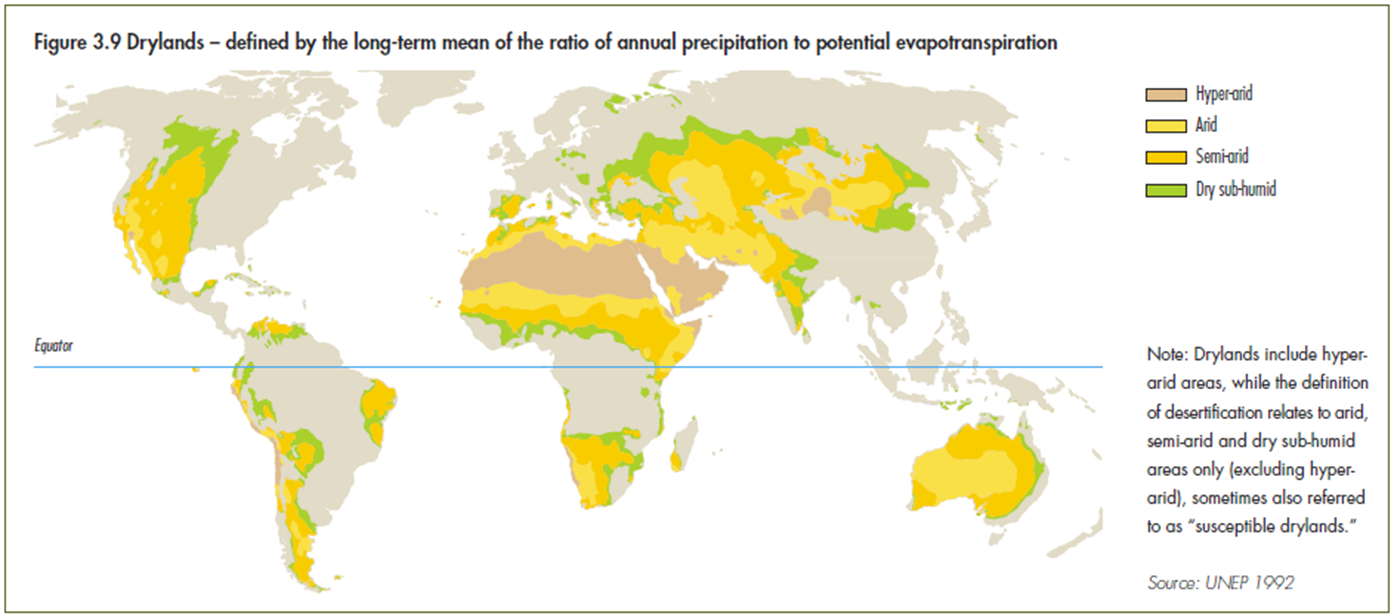 Figure 3.9 Drylands – defined by the long-term mean of the ratio of annual precipitation to potential evapotranspiration
Hyper-arid
Arid
Semi-arid
Dry sub-humid
Equator
Note: Drylands include hyper-
arid areas, while the definition
of desertification relates to arid,
semi-arid and dry sub-humid
areas only (excluding hyper-
arid), sometimes also referred
to as “susceptible drylands.”
Source: UNEP 1992